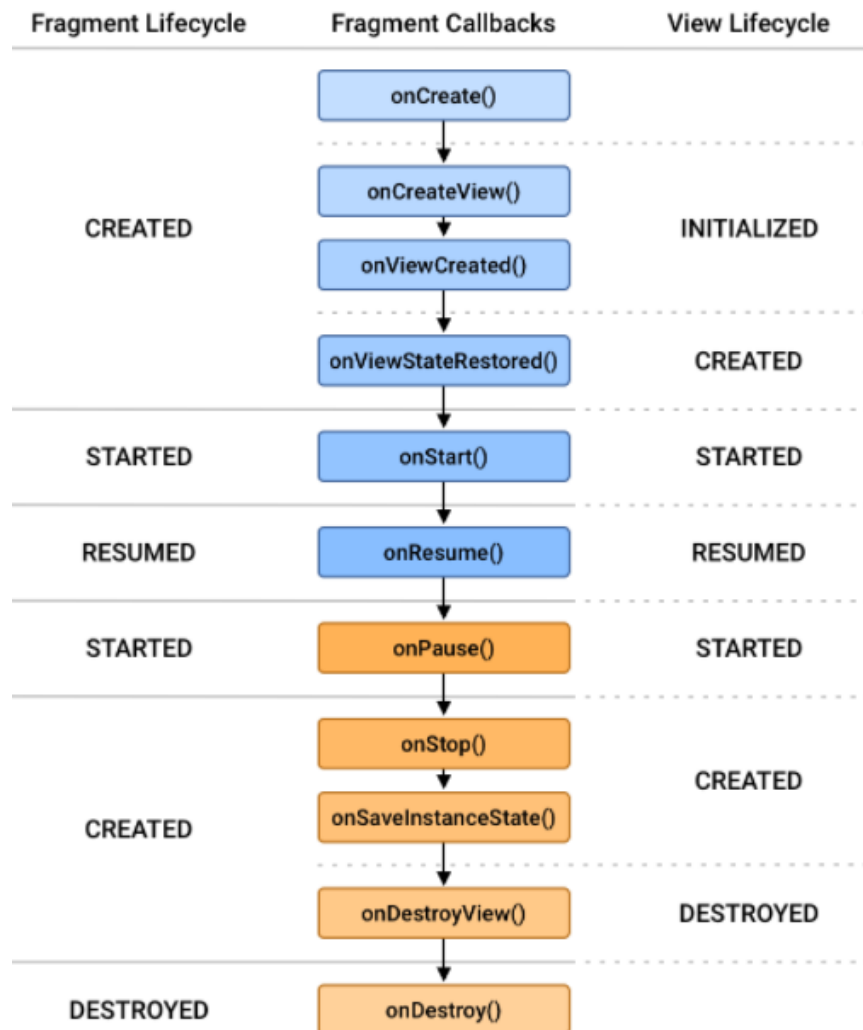 Fragment Lifecycle Fragment Callbacks View Lifecycle
onCreate()
onCreateView()
CREATED INITIALIZED
onViewCreated()
onViewStateRestored() CREATED
STARTED onStart() STARTED
RESUMED onResume() RESUMED
STARTED onPause() STARTED
onStop()
CREATED
onSaveInstanceState()
CREATED
onDestroyView() DESTROYED
DESTROYED onDestroy()